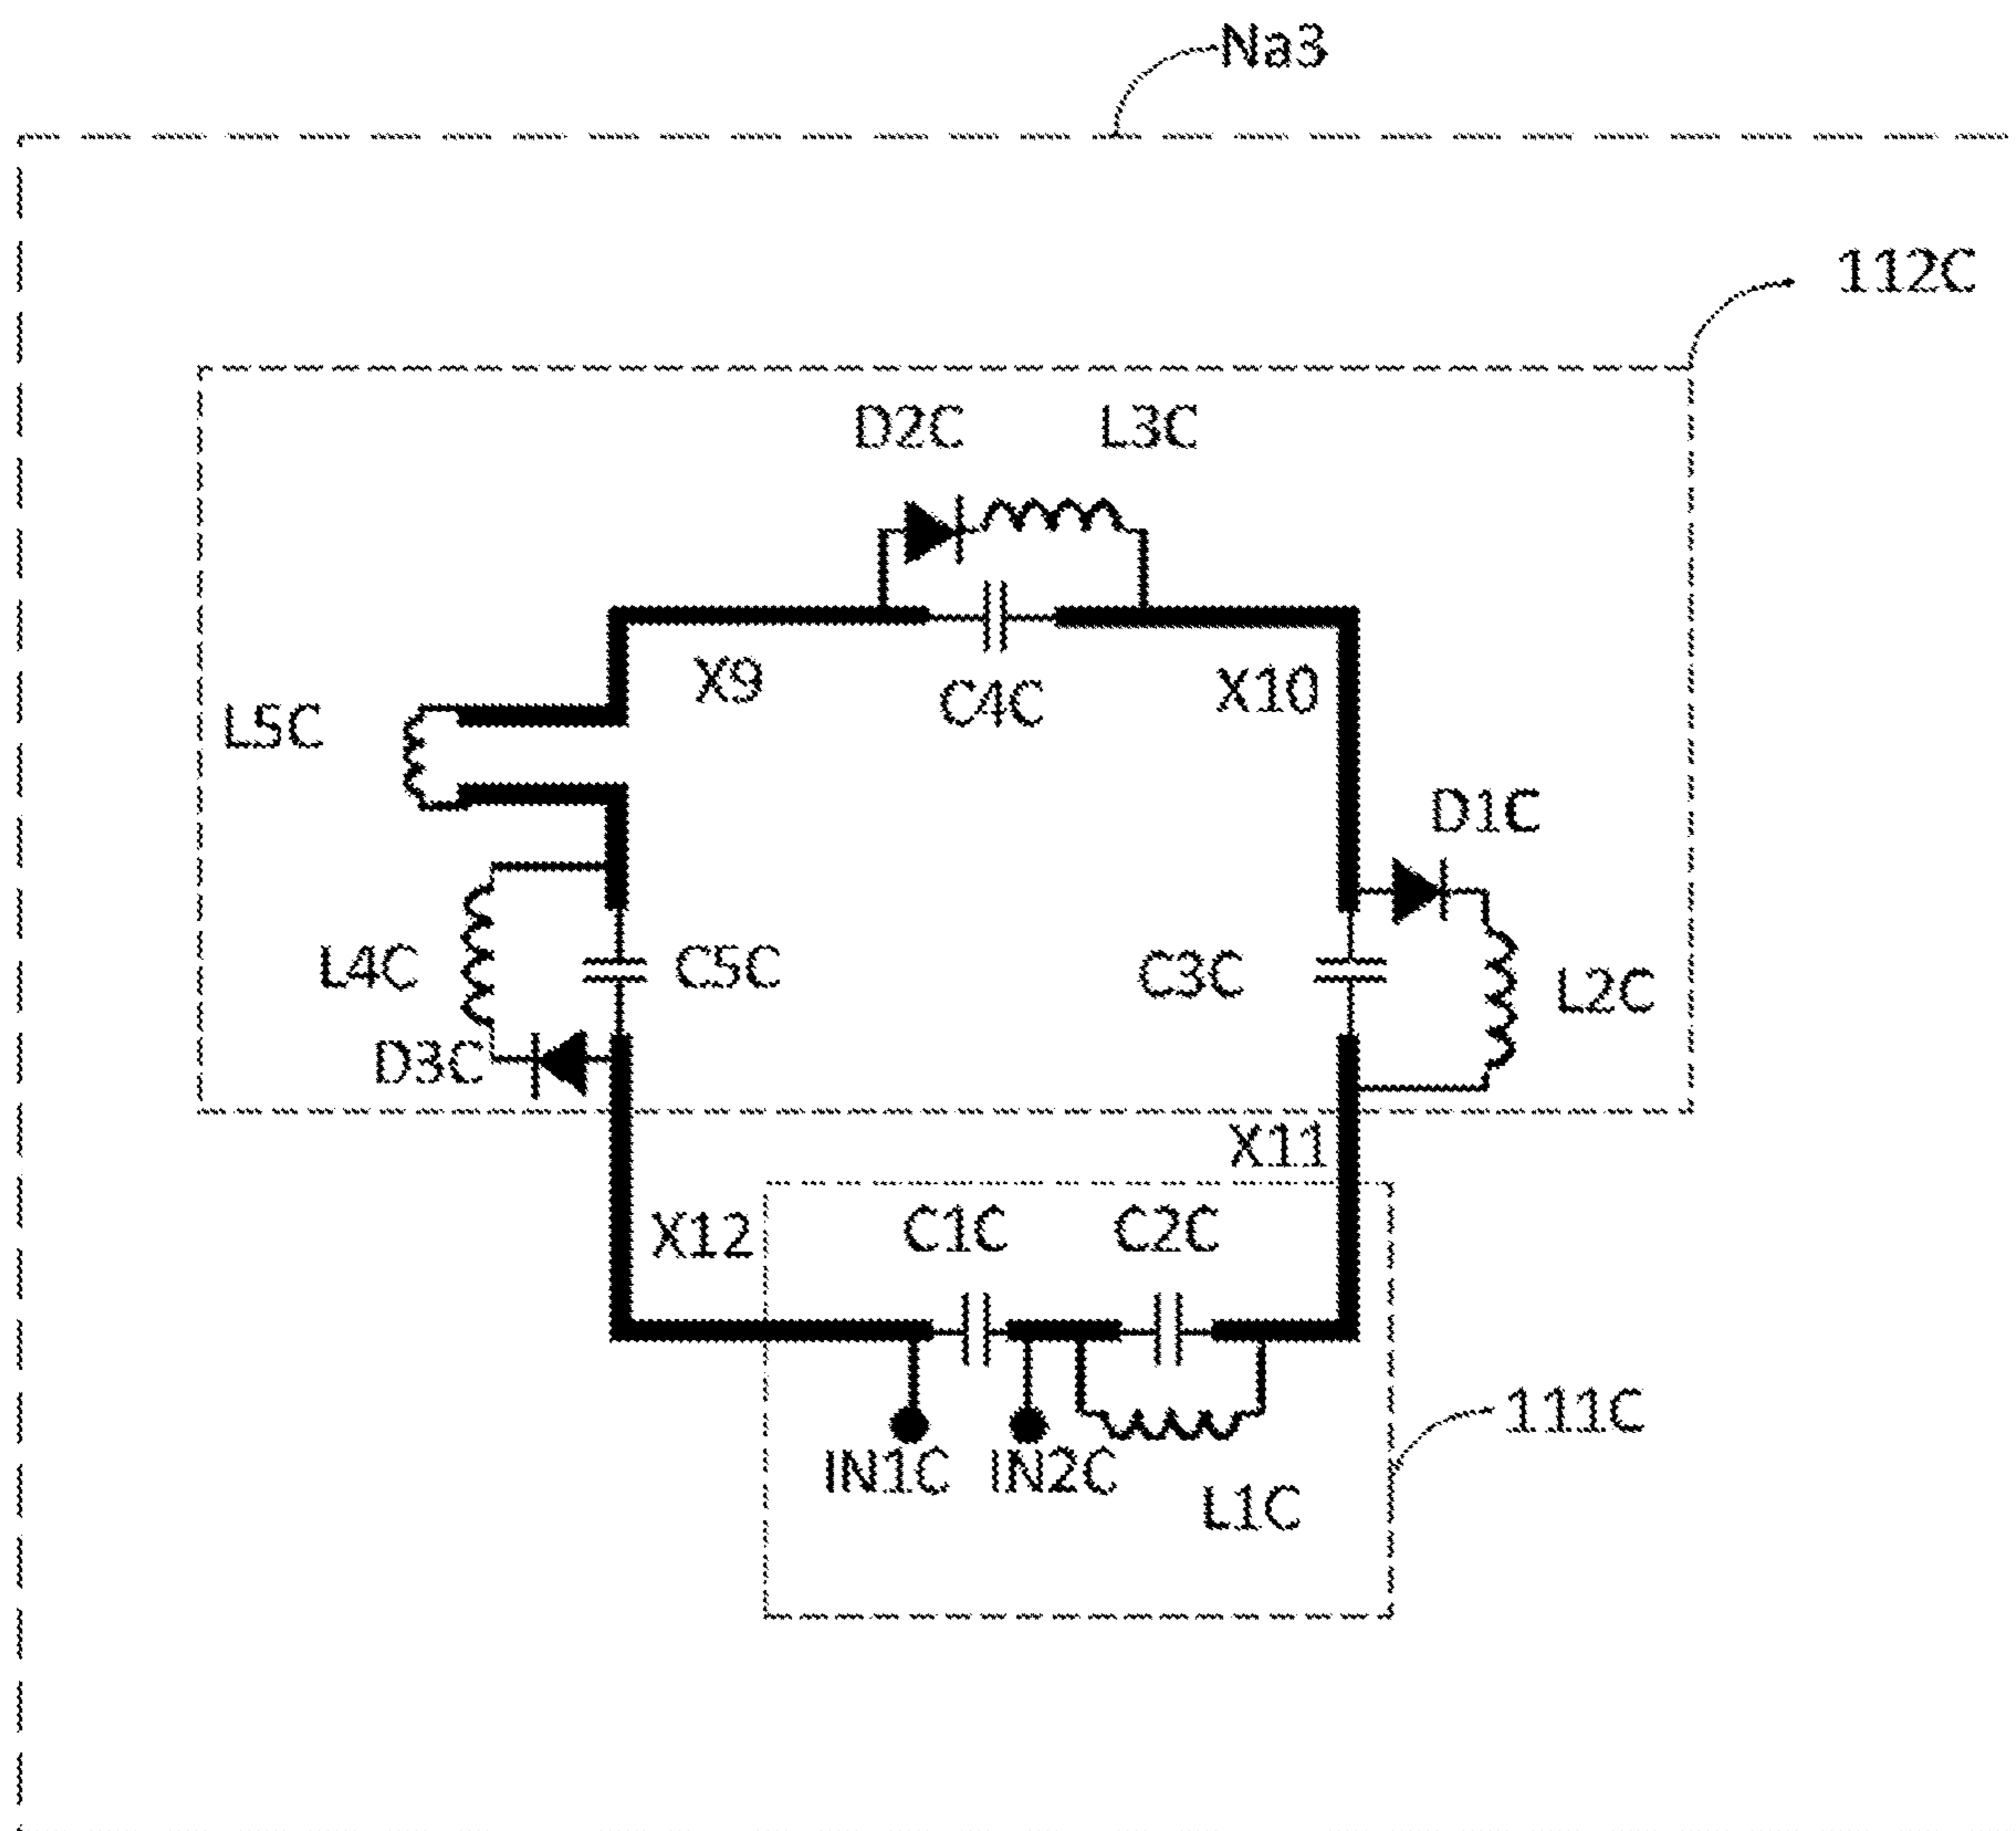 Na3
112C
D2C L3C
X9 C4C X10
L5C
D1C
L4C C5C C3C L2C
D3C
X11
X12 C1C C2C
111C
IN1C IN2C
L1C